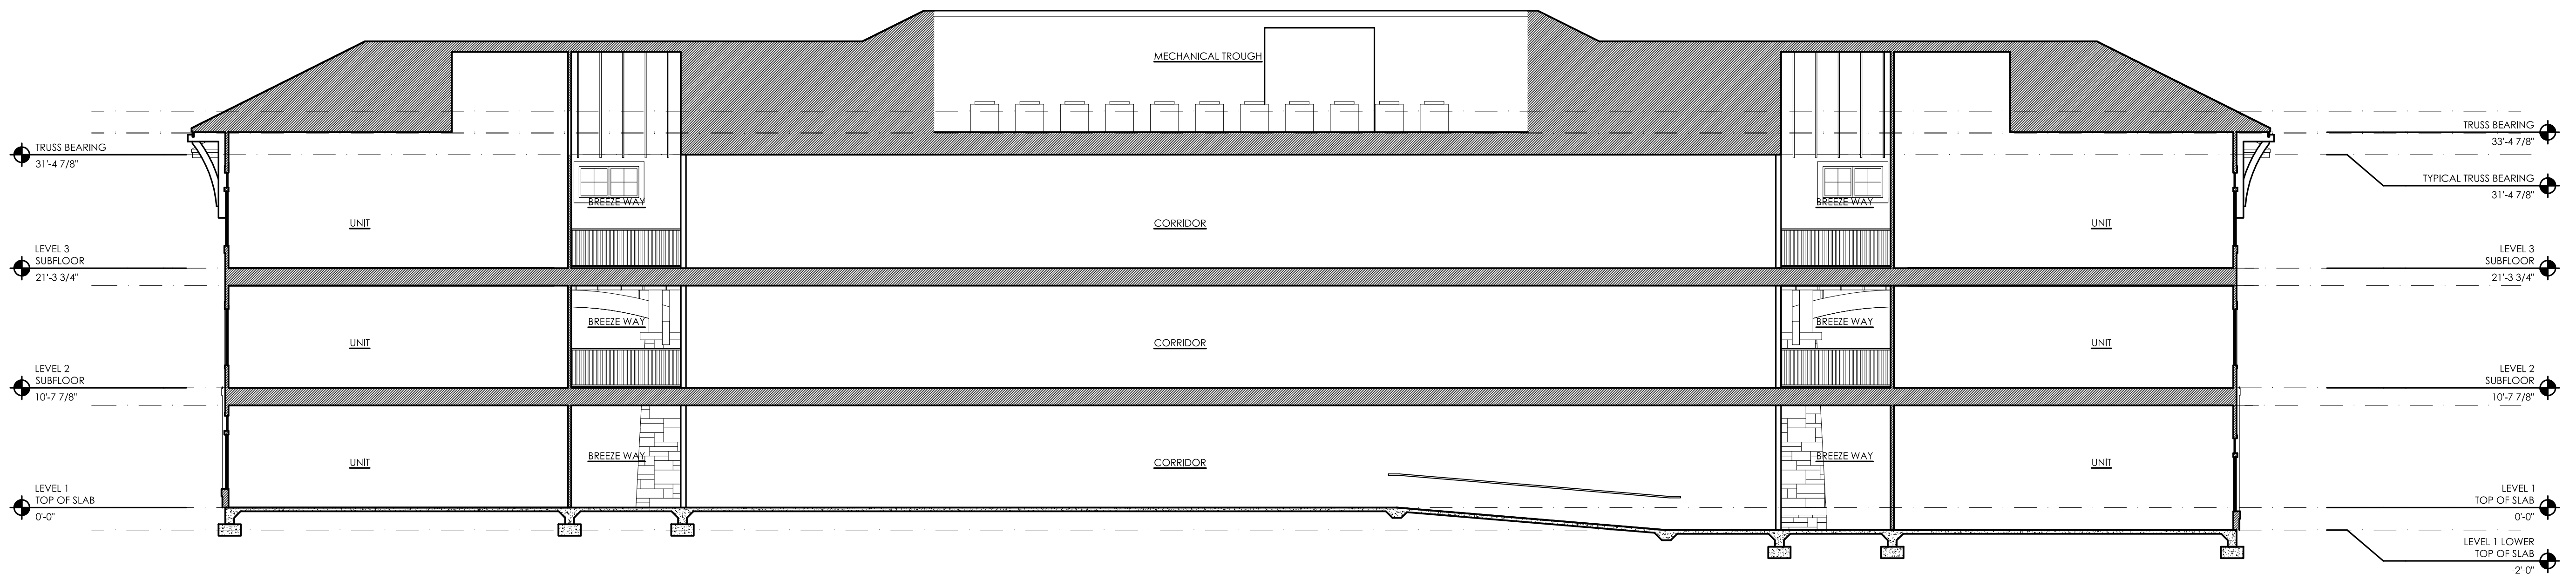 MECHANICAL TROUGH
TRUSS BEARING
31'-4 7/8"
TRUSS BEARING
33'-4 7/8"
TYPICAL TRUSS BEARING
31'-4 7/8"
BREEZE WAY
BREEZE WAY
UNIT
CORRIDOR
UNIT
LEVEL 3
SUBFLOOR
21'-3 3/4"
LEVEL 3
SUBFLOOR
21'-3 3/4"
BREEZE WAY
BREEZE WAY
UNIT
CORRIDOR
UNIT
LEVEL 2
SUBFLOOR
10'-7 7/8"
LEVEL 2
SUBFLOOR
10'-7 7/8"
BREEZE WAY
BREEZE WAY
UNIT
CORRIDOR
UNIT
LEVEL 1
TOP OF SLAB
0'-0"
LEVEL 1
TOP OF SLAB
0'-0"
LEVEL 1 LOWER
TOP OF SLAB
-2'-0"